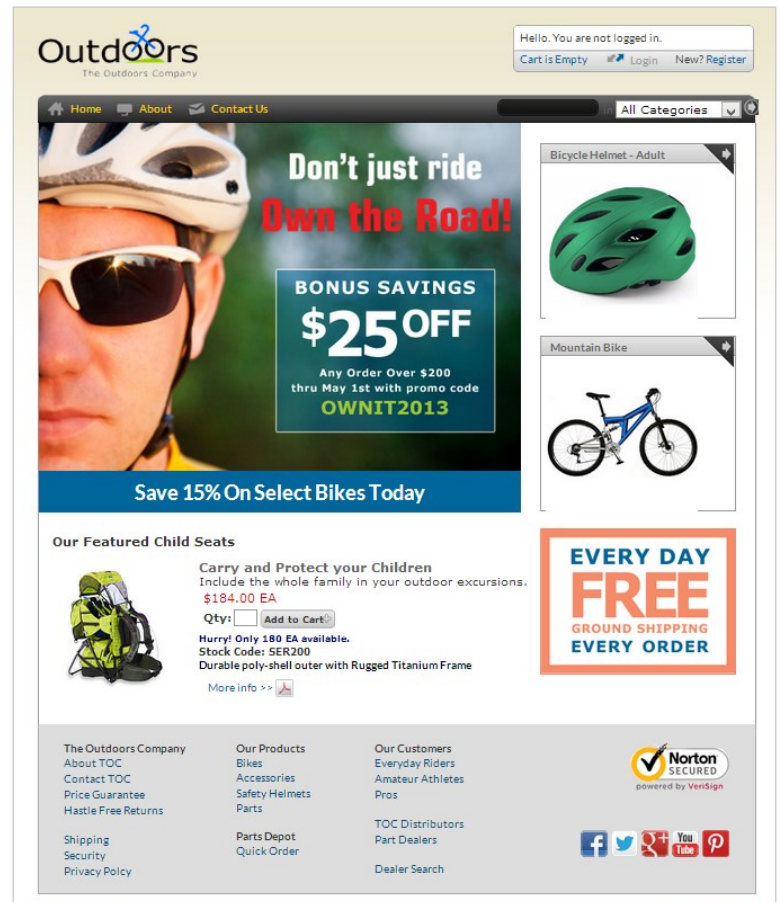 Outdoors
The Outdoors Company
Hello. You are not logged in.
Cart is Empty Login New? Register
Home About Contact Us in All Categories
Don't just ride
Own the Road!
BONUS SAVINGS
$25 OFF
Any Order Over $200
thru May 1st with promo code
OWNIT2013
Save 15% On Select Bikes Today
Bicycle Helmet - Adult
Mountain Bike
EVERY DAY
FREE
GROUND SHIPPING
EVERY ORDER
Our Featured Child Seats
Carry and Protect your Children
Include the whole family in your outdoor excursions.
$184.00 EA
Qty: Add to Cart
Hurry! Only 180 EA available.
Stock Code: SER200
Durable poly-shell outer with Rugged Titanium Frame
More info >>
The Outdoors Company
About TOC
Contact TOC
Price Guarantee
Hastle Free Returns
Shipping
Security
Privacy Polcy
Our Products
Bikes
Accessories
Safety Helmets
Parts
Parts Depot
Quick Order
Our Customers
Everyday Riders
Amateur Athletes
Pros
TOC Distributors
Part Dealers
Dealer Search
Norton
SECURED
powered by VeriSign
f g+ You Tube